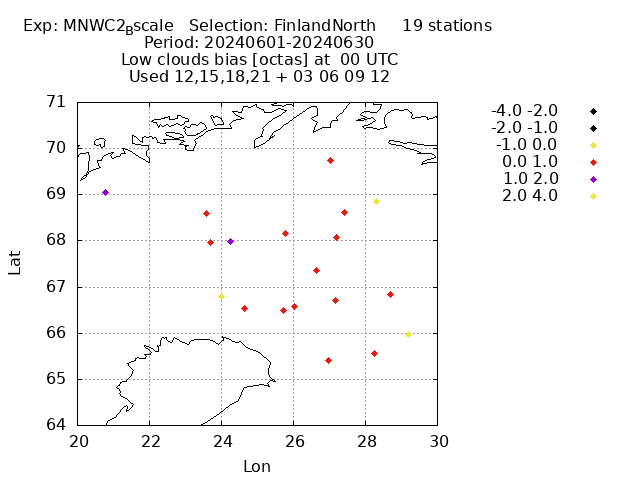 Exp: MNWC2_Bscale Selection: FinlandNorth 19 stations
Period: 20240601-20240630
Low clouds bias [octas] at 00 UTC
Used 12,15,18,21 + 03 06 09 12
-4.0 -2.0
-2.0 -1.0
-1.0 0.0
0.0 1.0
1.0 2.0
2.0 4.0
71
70
69
68
67
66
65
64
Lat
20 22 24 26 28 30
Lon